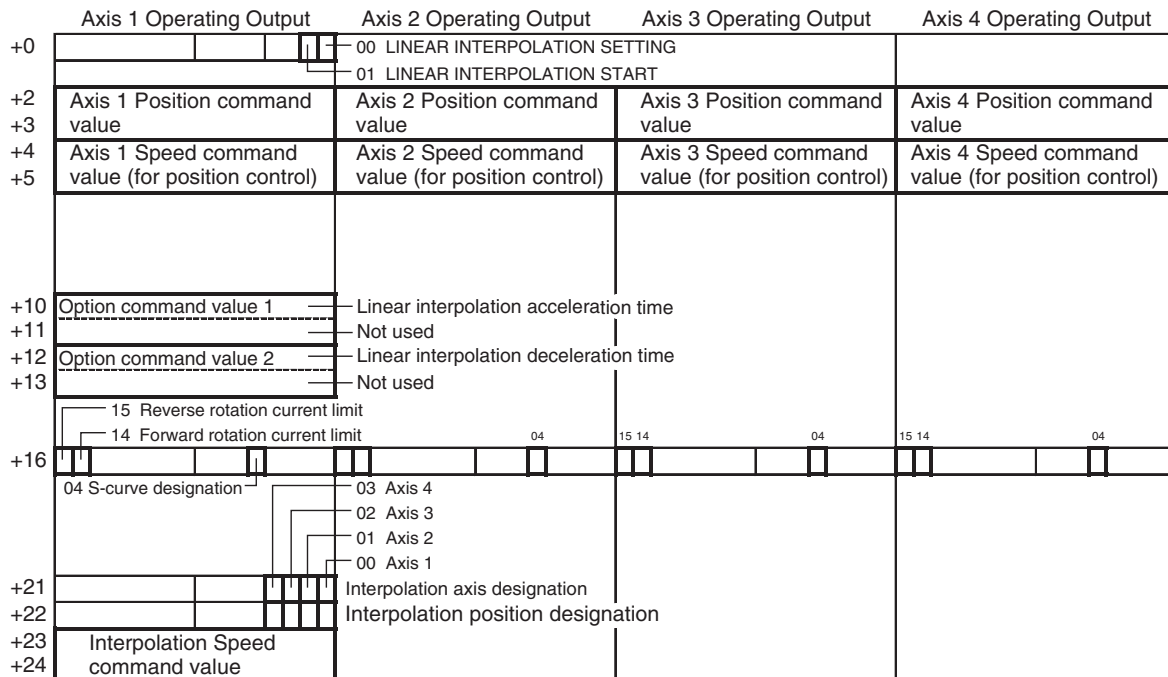 Axis 1 Operating Output Axis 2 Operating Output Axis 3 Operating Output Axis 4 Operating Output
+0 00 LINEAR INTERPOLATION SETTING
01 LINEAR INTERPOLATION START
+2 Axis 1 Position command Axis 2 Position command Axis 3 Position command Axis 4 Position command
+3 value value value value
+4 Axis 1 Speed command Axis 2 Speed command Axis 3 Speed command Axis 4 Speed command
+5 value (for position control) value (for position control) value (for position control) value (for position control)
+10 Option command value 1 Linear interpolation acceleration time
+11 Not used
+12 Option command value 2 Linear interpolation deceleration time
+13 Not used
15 Reverse rotation current limit
14 Forward rotation current limit 04 15 14 04 15 14 04
+16
04 S-curve designation 03 Axis 4
02 Axis 3
01 Axis 2
00 Axis 1
+21 Interpolation axis designation
+22 Interpolation position designation
+23 Interpolation Speed
+24 command value